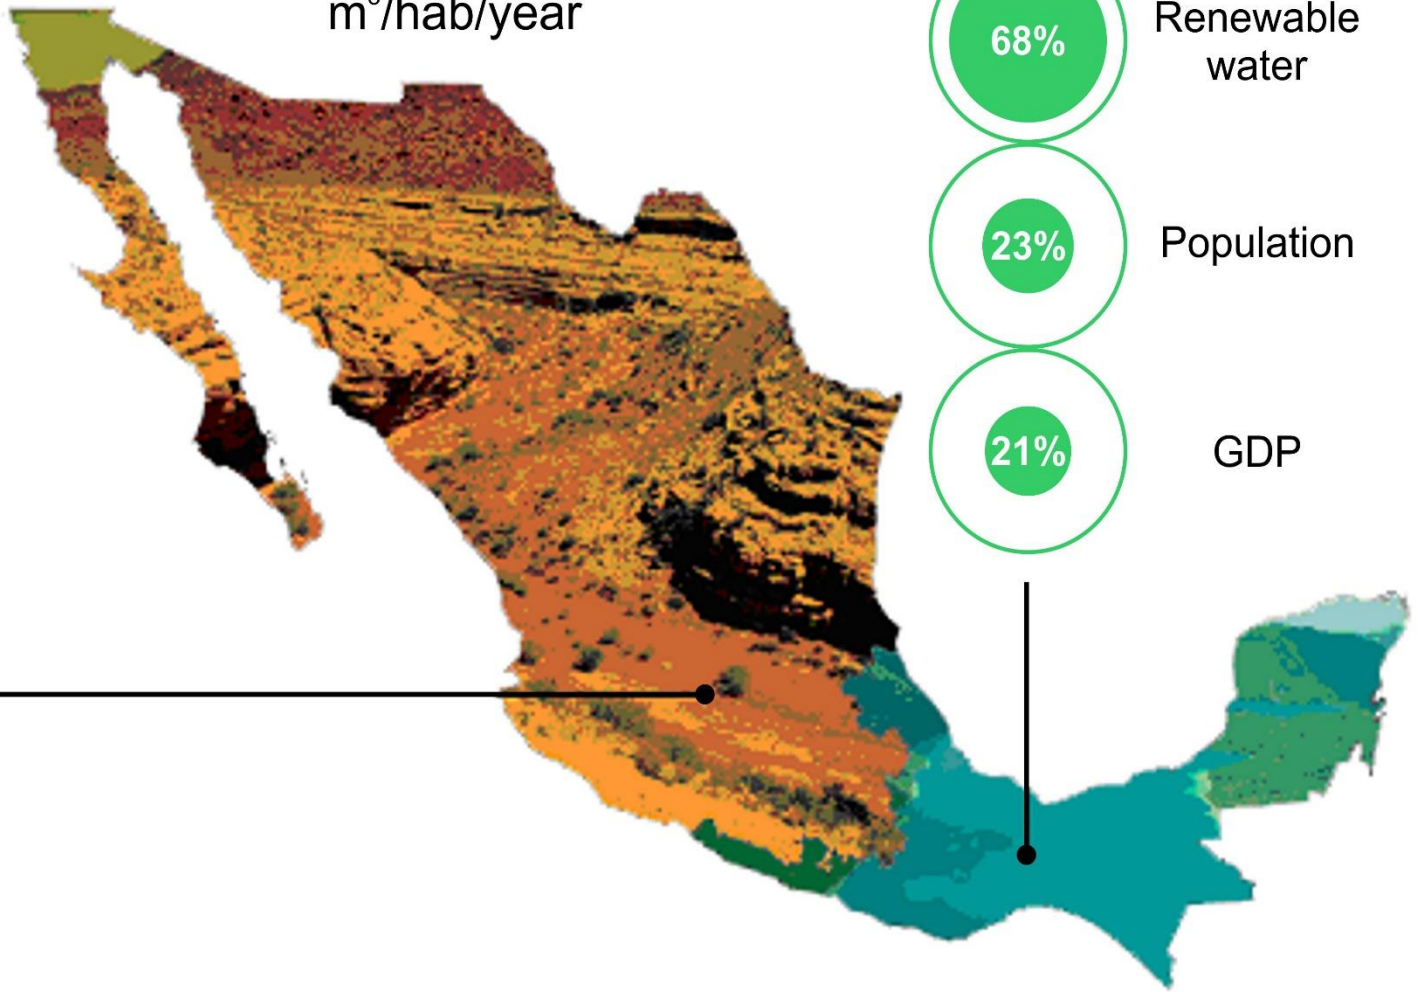 m³/hab/year
68%
Renewable
water
23%
Population
21%
GDP